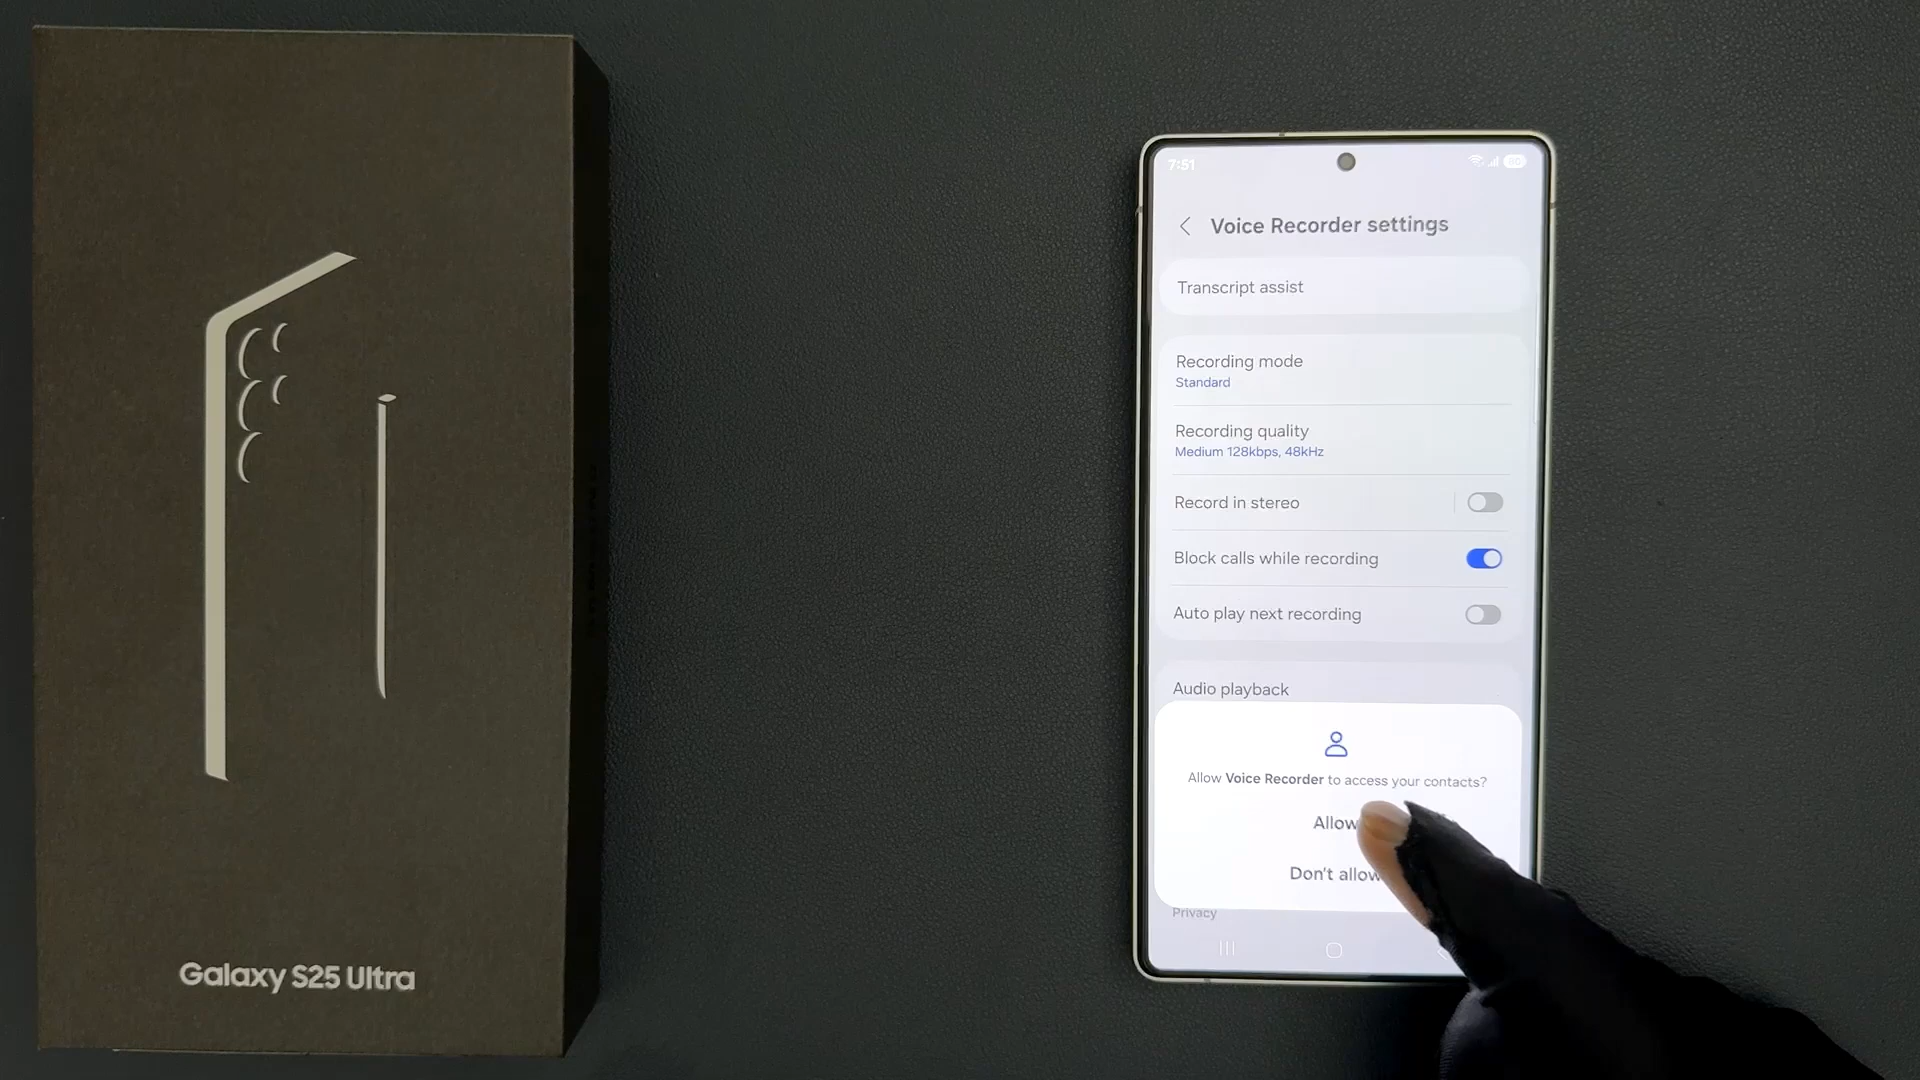 Galaxy S25 Ultra
7:51
Voice Recorder settings
Transcript assist
Recording mode
Standard
Recording quality
Medium 128kbps, 48kHz
Record in stereo
Block calls while recording
Auto play next recording
Audio playback
Allow Voice Recorder to access your contacts?
Allow
Don't allow
Privacy